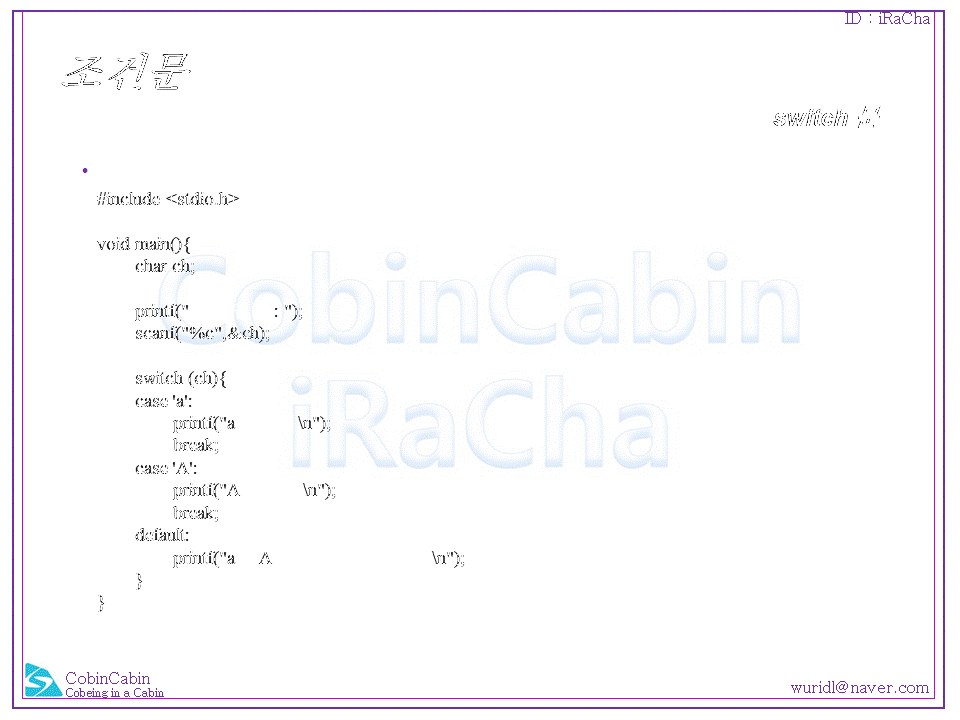 ID : iRaCha
조건문
switch 문
•
#include <stdio.h>
void main(){
char ch;
printf(" : ");
scanf("%c",&ch);
switch (ch){
case 'a':
printf("a \n");
break;
case 'A':
printf("A \n");
break;
default:
printf("a A \n");
}
}
CobinCabin
iRaCha
CobinCabin
Cobeing in a Cabin
wuridl@naver.com